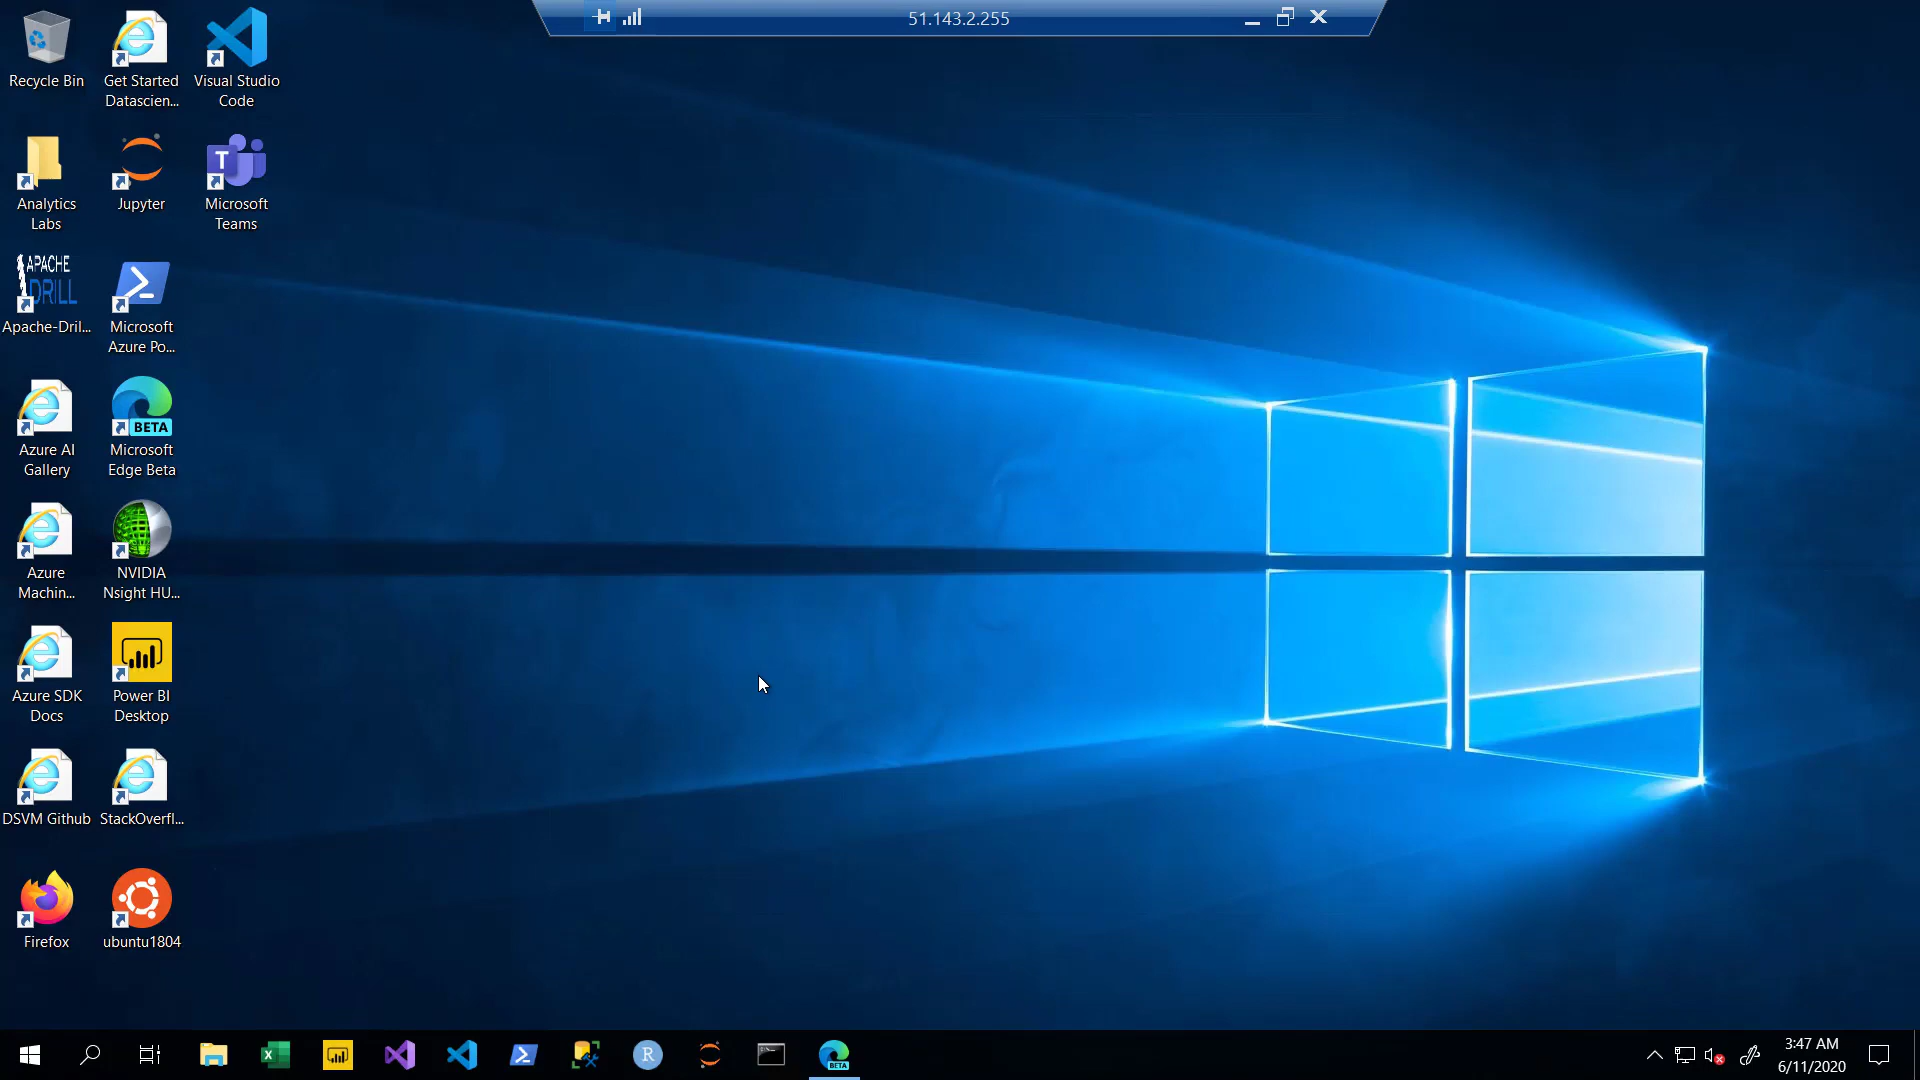 51.143.2.255
Recycle Bin
Get Started
Datascien...
Visual Studio
Code
Analytics
Labs
Jupyter
T
Microsoft
Teams
APACHE
DRILL
Apache-Dril...
Microsoft
Azure Po...
Azure AI
Gallery
BETA
Microsoft
Edge Beta
Azure
Machin...
NVIDIA
Nsight HU...
Azure SDK
Docs
Power BI
Desktop
DSVM Github
StackOverfl...
Firefox
ubuntu1804
X
R
BETA
3:47 AM
6/11/2020